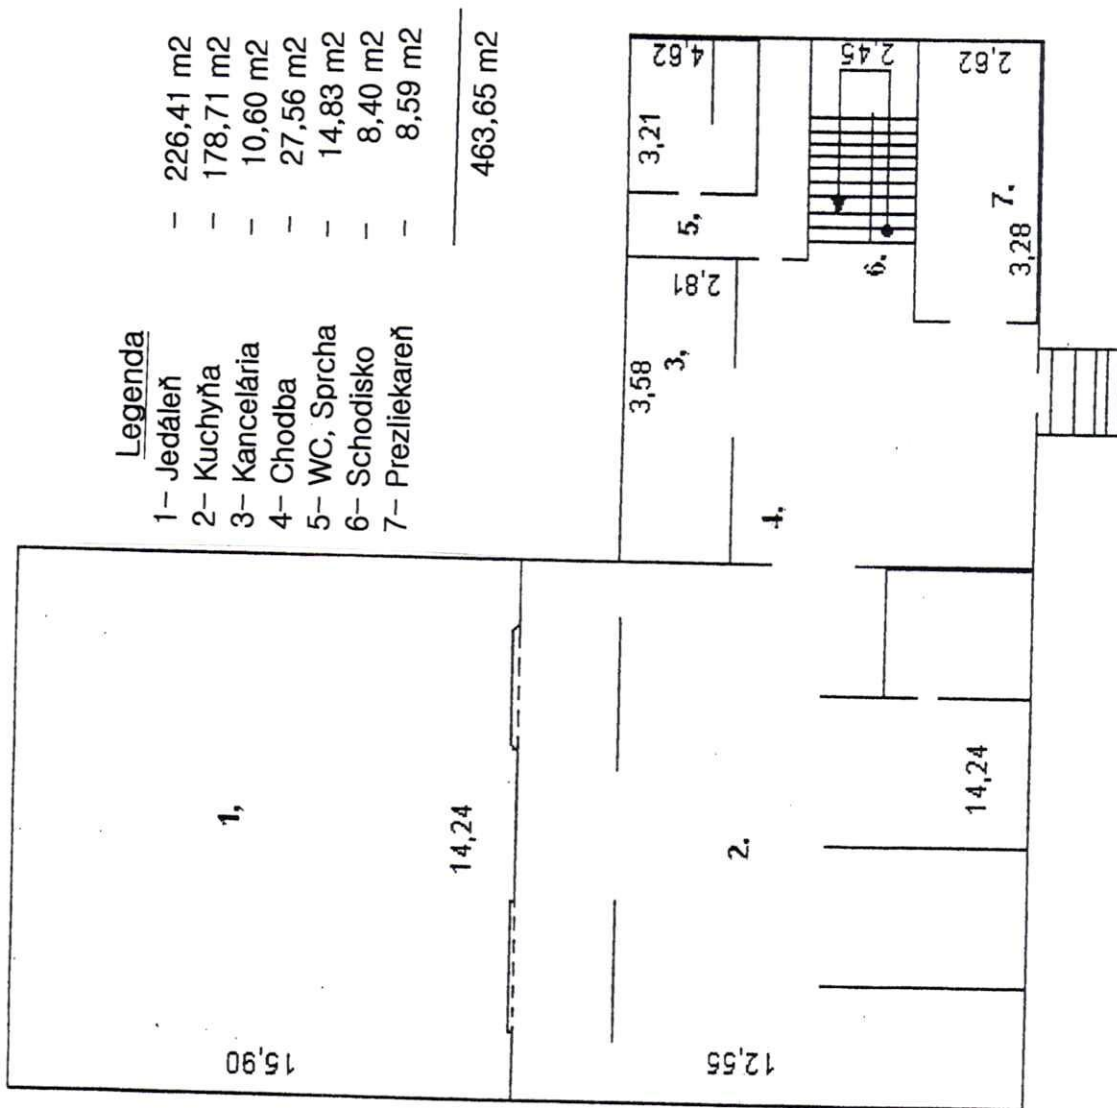 Legenda
1– Jedáleň – 226,41 m2
2– Kuchyňa – 178,71 m2
3– Kancelária – 10,60 m2
4– Chodba – 27,56 m2
5– WC, Sprcha – 14,83 m2
6– Schodisko – 8,40 m2
7– Prezliekareň – 8,59 m2
463,65 m2
4,62
3,21
5,
2,45
2,62
7.
3,28
6.
2,81
3,58
3,
4.
1,
14,24
15,90
2.
14,24
12,55